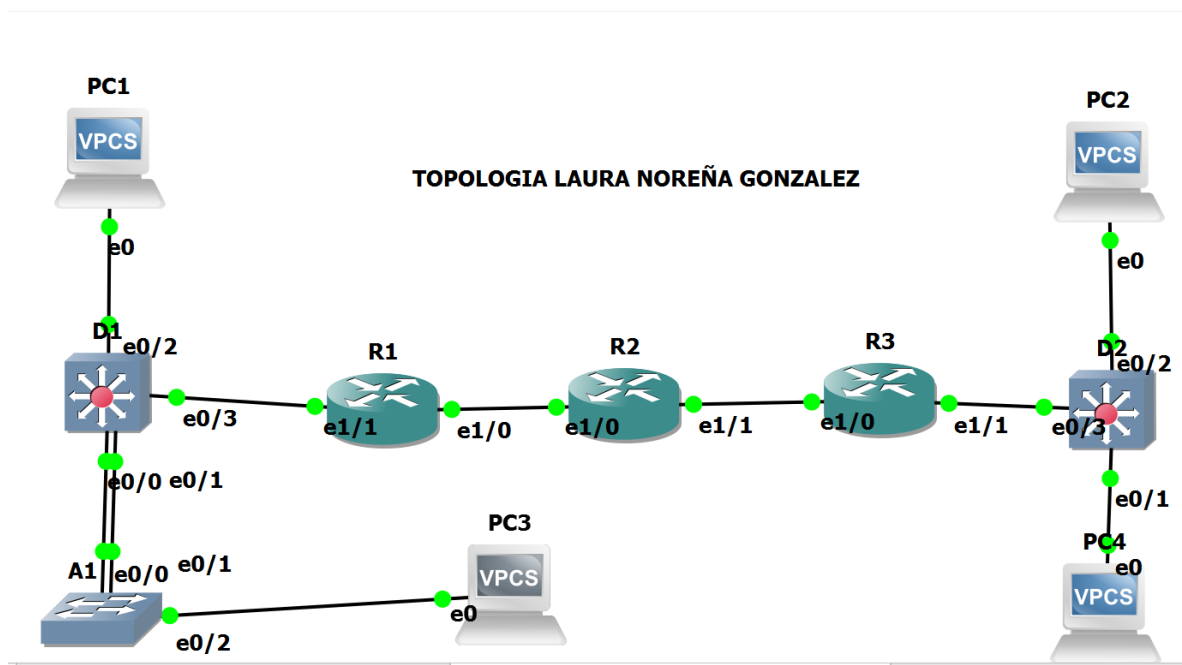 PC1
PC2
VPCS
VPCS
TOPOLOGIA LAURA NOREÑA GONZALEZ
e0
e0
D1
e0/2
R1
R2
R3
D2
e0/2
e0/3
e1/1
e1/0
e1/0
e1/1
e1/0
e1/1
e0/3
e0/0 e0/1
e0/1
PC3
PC4
A1
e0/0
e0/1
VPCS
e0
e0
VPCS
e0/2